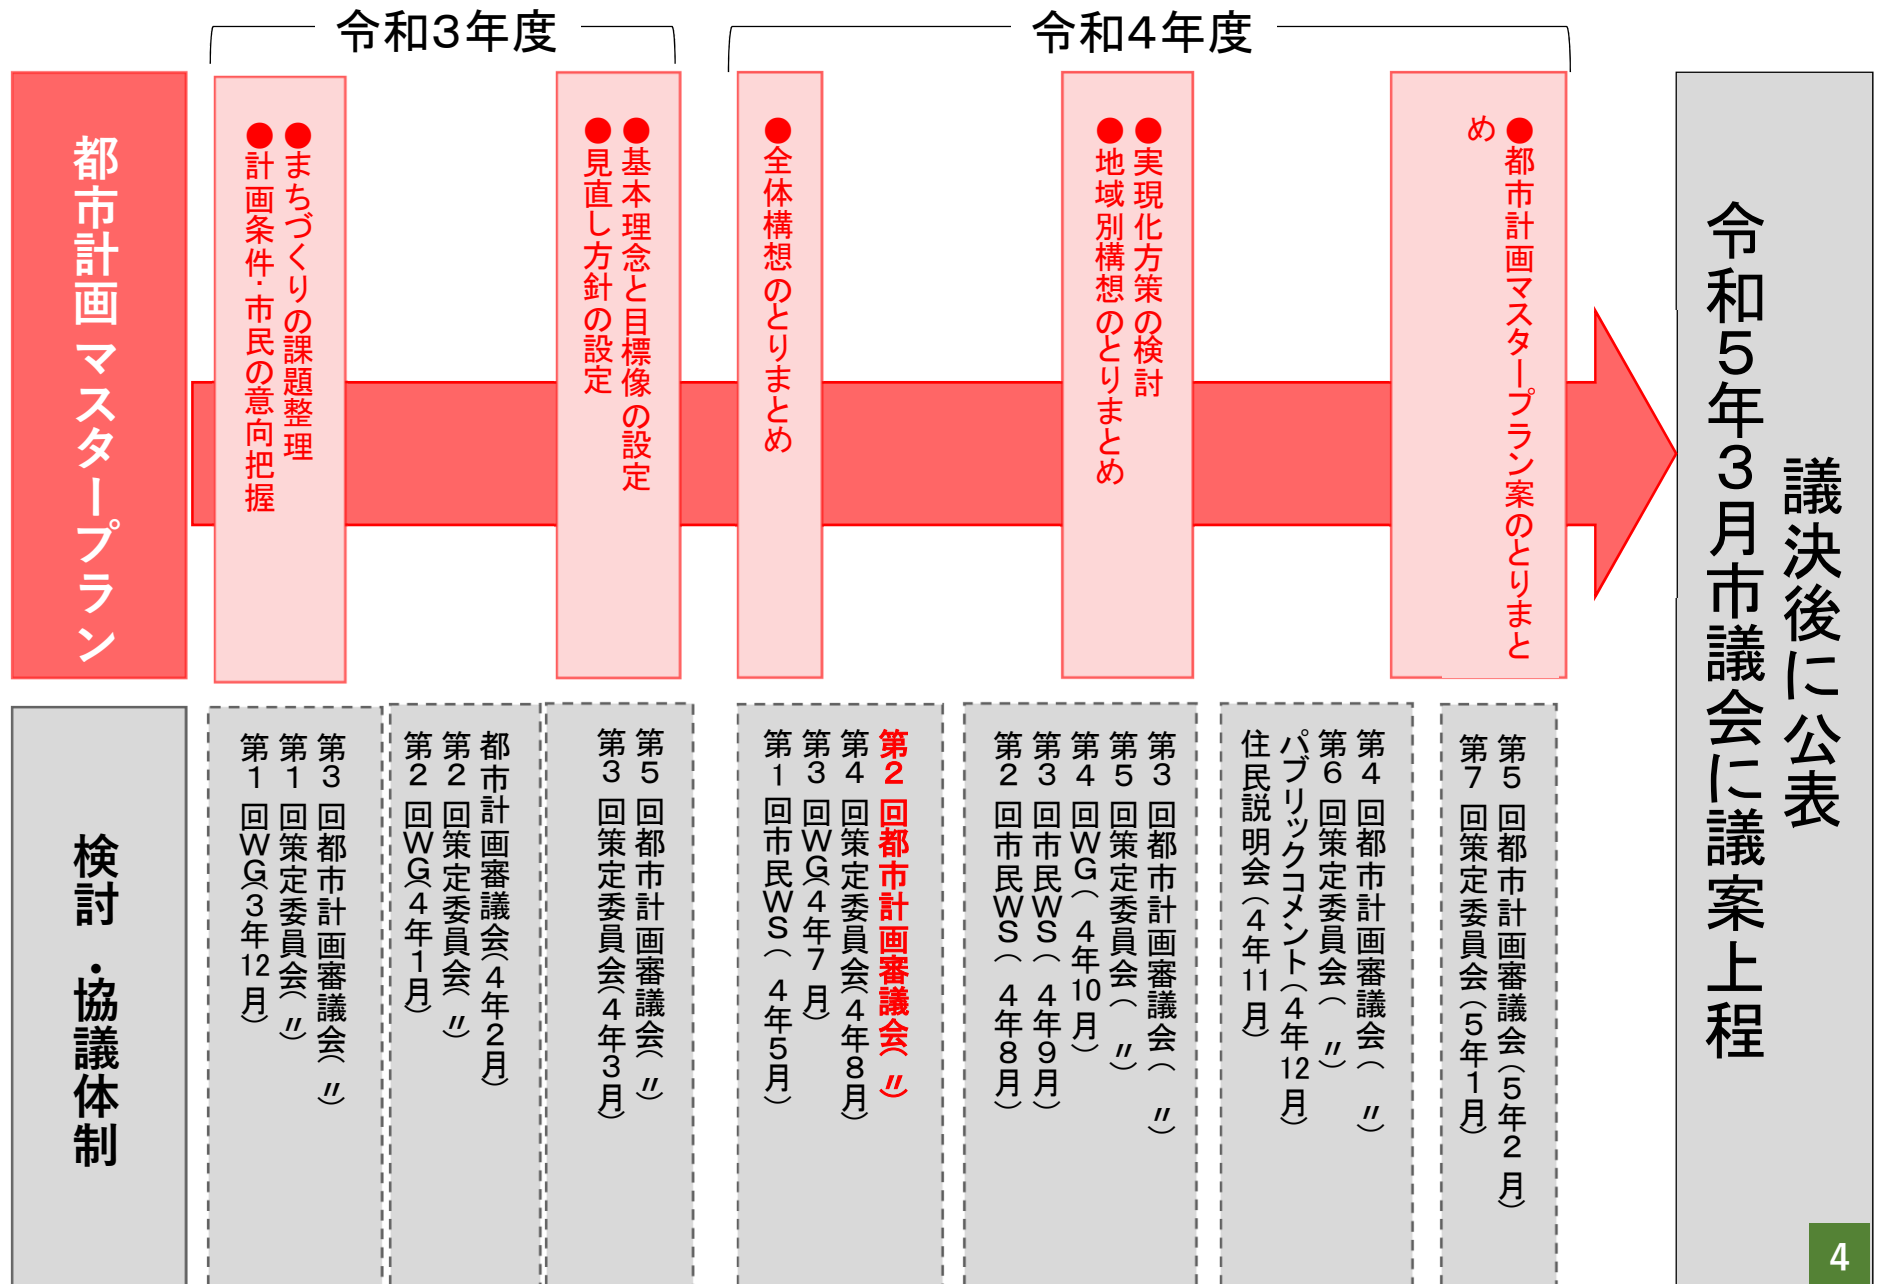 令和3年度
令和4年度
都市計画マスタープラン
●計画条件・市民の意向把握
●まちづくりの課題整理
●見直し方針の設定
●基本理念と目標像の設定
●全体構想のとりまとめ
●地域別構想のとりまとめ
●実現化方策の検討
●都市計画マスタープラン案のとりまと
め
検討・協議体制
第1回WG(3年12月)
第1回策定委員会(〃)
第3回都市計画審議会(〃)
第2回WG(4年1月)
第2回策定委員会(〃)
都市計画審議会(4年2月)
第3回策定委員会(4年3月)
第5回都市計画審議会(〃)
第1回市民WS(4年5月)
第3回WG(4年7月)
第4回策定委員会(4年8月)
第2回都市計画審議会(〃)
第2回市民WS(4年8月)
第3回市民WS(4年9月)
第4回WG(4年10月)
第5回策定委員会(〃)
第3回都市計画審議会(〃)
住民説明会(4年11月)
パブリックコメント(4年12月)
第6回策定委員会(〃)
第4回都市計画審議会(〃)
第7回策定委員会(5年1月)
第5回都市計画審議会(5年2月)
令和5年3月市議会に議案上程
議決後に公表
4